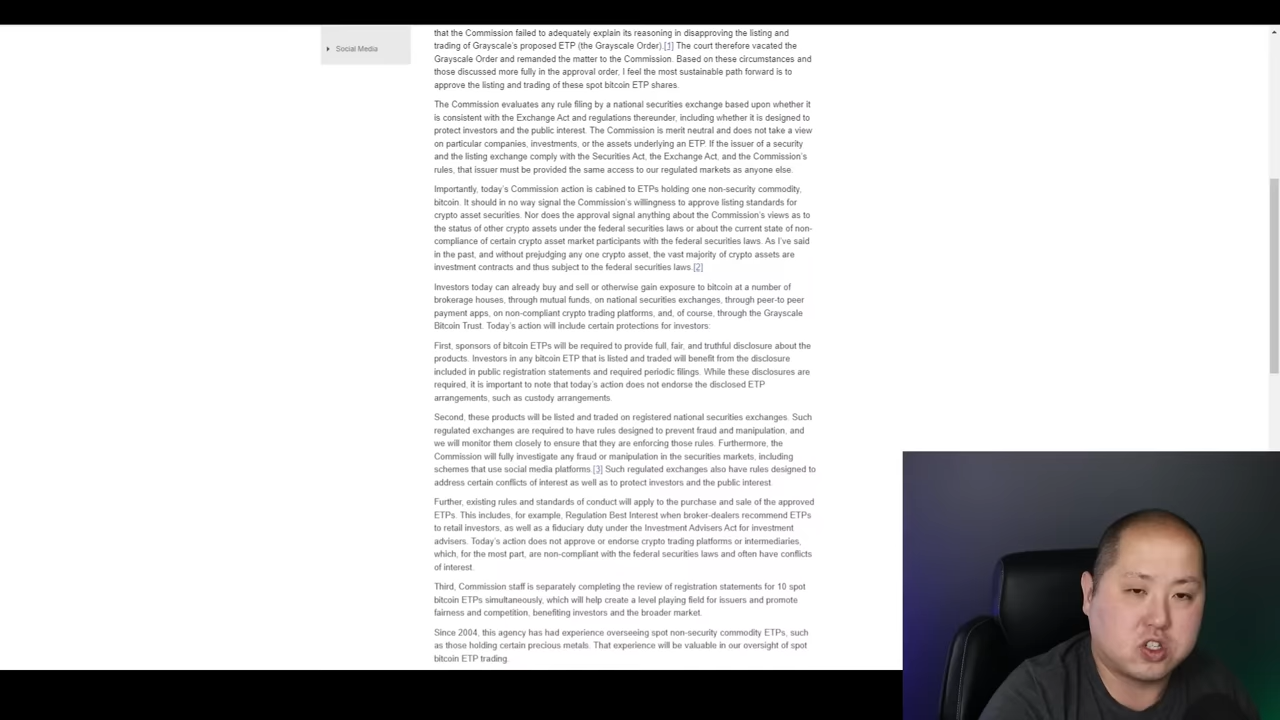 that the Commission failed to adequately explain its reasoning in disapproving the listing and
Social Media
trading of Grayscale's proposed ETP (the Grayscale Order).[1] The court therefore vacated the
Grayscale Order and remanded the matter to the Commission. Based on these circumstances and
those discussed more fully in the approval order, I feel the most sustainable path forward is to
approve the listing and trading of these spot bitcoin ETP shares.
The Commission evaluates any rule filing by a national securities exchange based upon whether it
is consistent with the Exchange Act and regulations thereunder, including whether it is designed to
protect investors and the public interest. The Commission is merit neutral and does not take a view
on particular companies, investments, or the assets underlying an ETP. If the issuer of a security
and the listing exchange comply with the Securities Act, the Exchange Act, and the Commission's
rules, that issuer must be provided the same access to our regulated markets as anyone else.
Importantly, today's Commission action is cabined to ETPs holding one non-security commodity,
bitcoin. It should in no way signal the Commission's willingness to approve listing standards for
crypto asset securities. Nor does the approval signal anything about the Commission's views as to
the status of other crypto assets under the federal securities laws or about the current state of non-
compliance of certain crypto asset market participants with the federal securities laws. As I've said
in the past, and without prejudging any one crypto asset, the vast majority of crypto assets are
investment contracts and thus subject to the federal securities laws.[2]
Investors today can already buy and sell or otherwise gain exposure to bitcoin at a number of
brokerage houses, through mutual funds, on national securities exchanges, through peer-to peer
payment apps, on non-compliant crypto trading platforms, and, of course, through the Grayscale
Bitcoin Trust. Today's action will include certain protections for investors:
First, sponsors of bitcoin ETPs will be required to provide full, fair, and truthful disclosure about the
products. Investors in any bitcoin ETP that is listed and traded will benefit from the disclosure
included in public registration statements and required periodic filings. While these disclosures are
required, it is important to note that today's action does not endorse the disclosed ETP
arrangements, such as custody arrangements.
Second, these products will be listed and traded on registered national securities exchanges. Such
regulated exchanges are required to have rules designed to prevent fraud and manipulation, and
we will monitor them closely to ensure that they are enforcing those rules. Furthermore, the
Commission will fully investigate any fraud or manipulation in the securities markets, including
schemes that use social media platforms.[3] Such regulated exchanges also have rules designed to
address certain conflicts of interest as well as to protect investors and the public interest.
Further, existing rules and standards of conduct will apply to the purchase and sale of the approved
ETPs. This includes, for example, Regulation Best Interest when broker-dealers recommend ETPs
to retail investors, as well as a fiduciary duty under the Investment Advisers Act for investment
advisers. Today's action does not approve or endorse crypto trading platforms or intermediaries,
which, for the most part, are non-compliant with the federal securities laws and often have conflicts
of interest.
Third, Commission staff is separately completing the review of registration statements for 10 spot
bitcoin ETPs simultaneously, which will help create a level playing field for issuers and promote
fairness and competition, benefiting investors and the broader market.
Since 2004, this agency has had experience overseeing spot non-security commodity ETPs, such
as those holding certain precious metals. That experience will be valuable in our oversight of spot
bitcoin ETP trading.